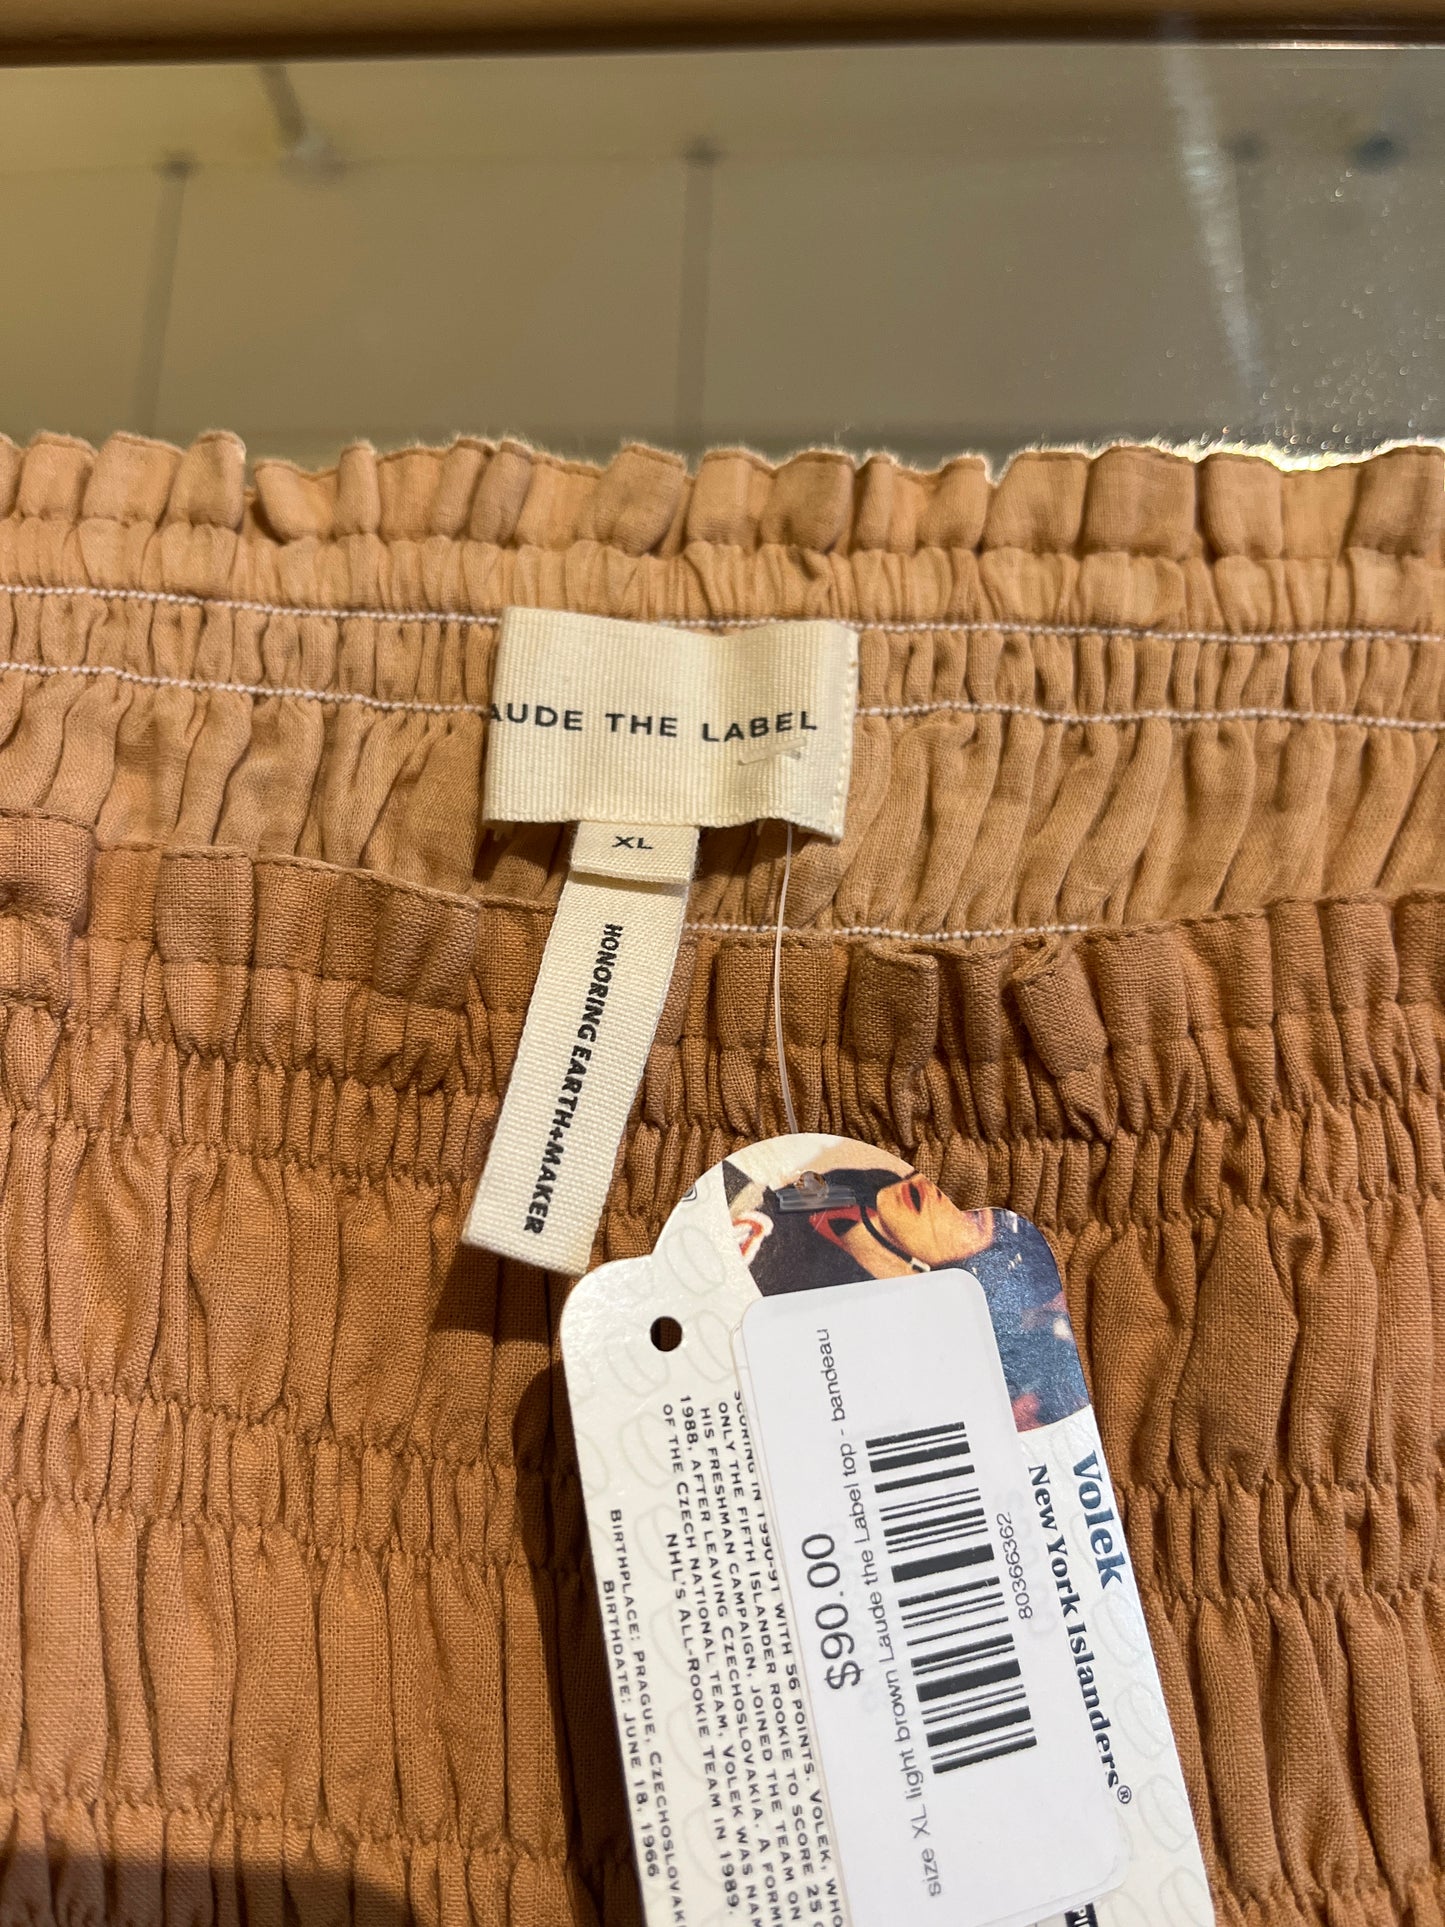 AUDE THE LABEL
XL
HONORING EARTH+MAKER
size XL light brown Laude the Label top - bandeau
$90.00
80366362
Volek
New York Islanders®
SCORING IN 1990-91 WITH 56 POINTS. VOLEK, WHO
ONLY THE FIFTH ISLANDER ROOKIE TO SCORE 25
HIS FRESHMAN CAMPAIGN, JOINED THE TEAM ON
1988, AFTER LEAVING CZECHOSLOVAKIA. A
OF THE CZECH NATIONAL TEAM, VOLEK WAS
NHL'S ALL-ROOKIE TEAM IN 1989.
BIRTHPLACE: PRAGUE, CZECHOSLOVAK
BIRTHDATE: JUNE 18, 1966